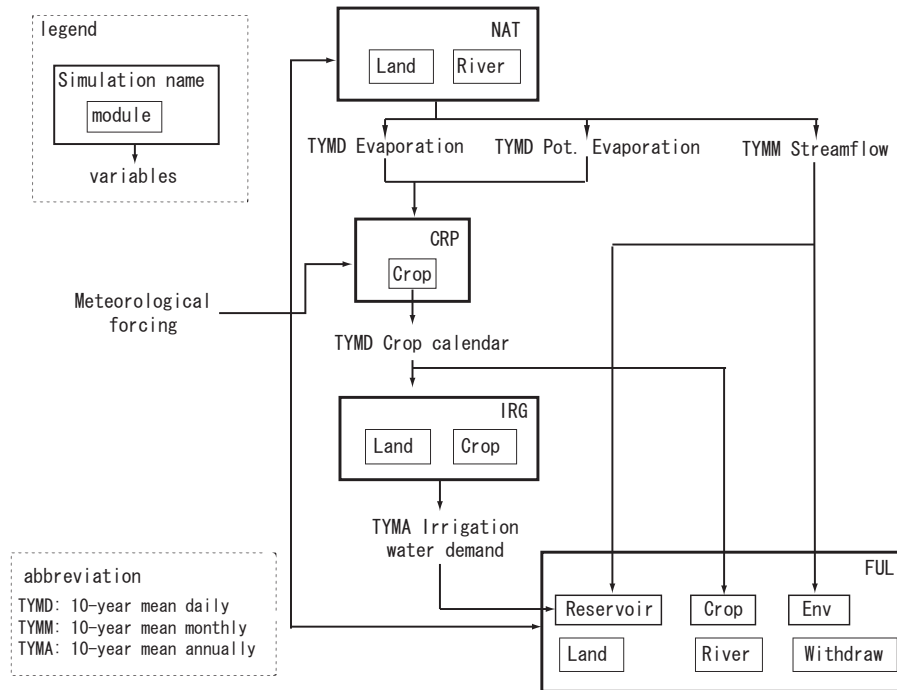 legend
Simulation name
module
variables
NAT
Land
River
TYMD Evaporation
TYMD Pot. Evaporation
TYMM Streamflow
CRP
Crop
Meteorological
forcing
TYMD Crop calendar
IRG
Land
Crop
TYMA Irrigation
water demand
FUL
Reservoir
Crop
Env
Land
River
Withdraw
abbreviation
TYMD: 10-year mean daily
TYMM: 10-year mean monthly
TYMA: 10-year mean annually